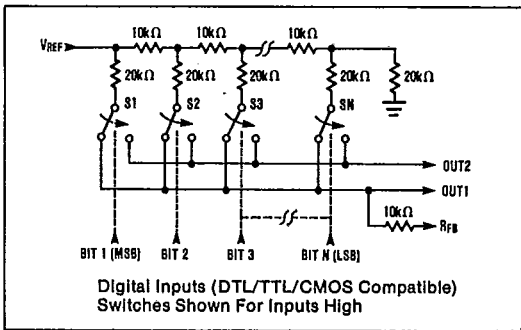 10kΩ 10kΩ 10kΩ
VREF
20kΩ 20kΩ 20kΩ 20kΩ 20kΩ
S1 S2 S3 SN
OUT2
OUT1
10kΩ
RFB
BIT 1 (MSB) BIT 2 BIT 3 BIT N (LSB)
Digital Inputs (DTL/TTL/CMOS Compatible)
Switches Shown For Inputs High